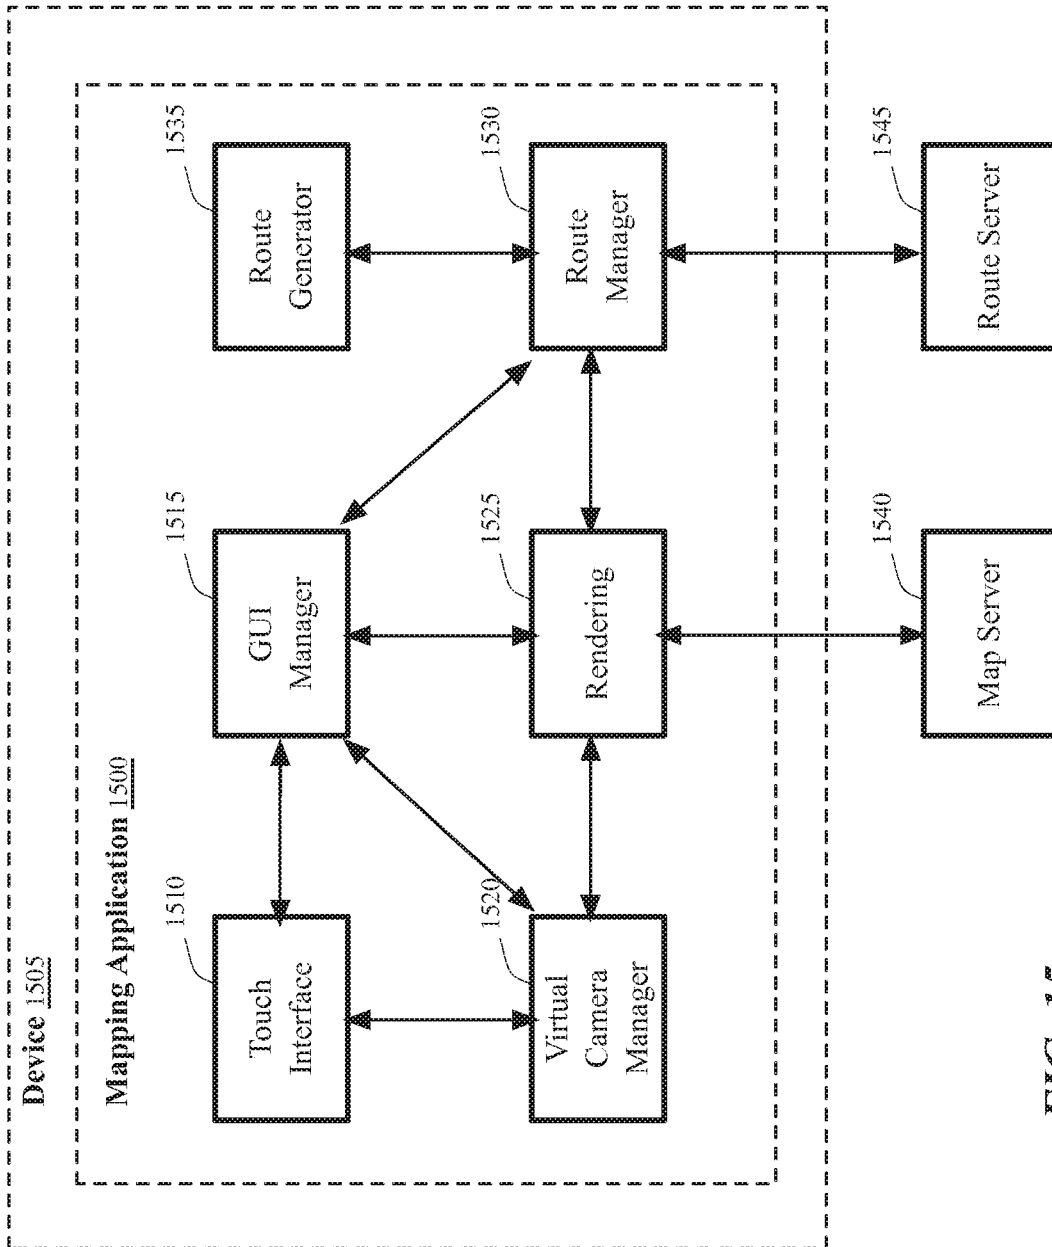 Device 1505
Mapping Application 1500
1510
Touch
Interface
1515
GUI
Manager
1535
Route
Generator
1520
Virtual
Camera
Manager
1525
Rendering
1530
Route
Manager
1540
Map Server
1545
Route Server